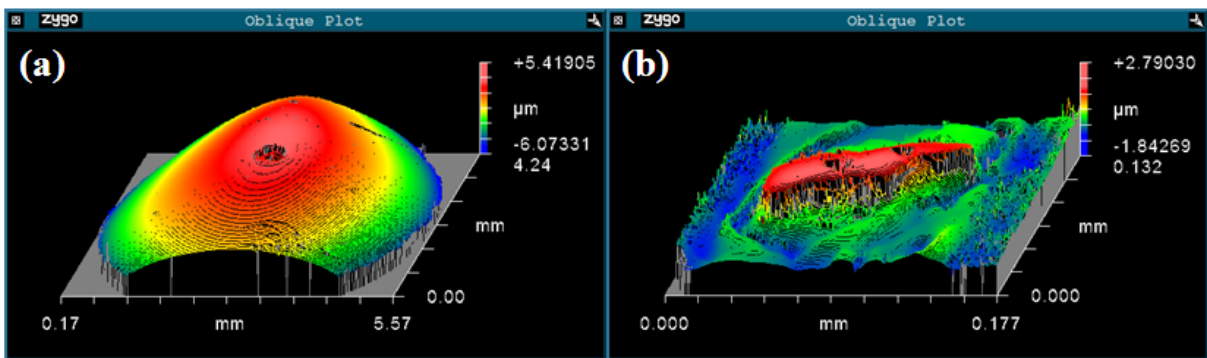 zygo Oblique Plot
(a)
+5.41905
µm
-6.07331
4.24
mm
0.00
0.17 mm 5.57
zygo Oblique Plot
(b)
+2.79030
µm
-1.84269
0.132
mm
0.000
0.000 mm 0.177